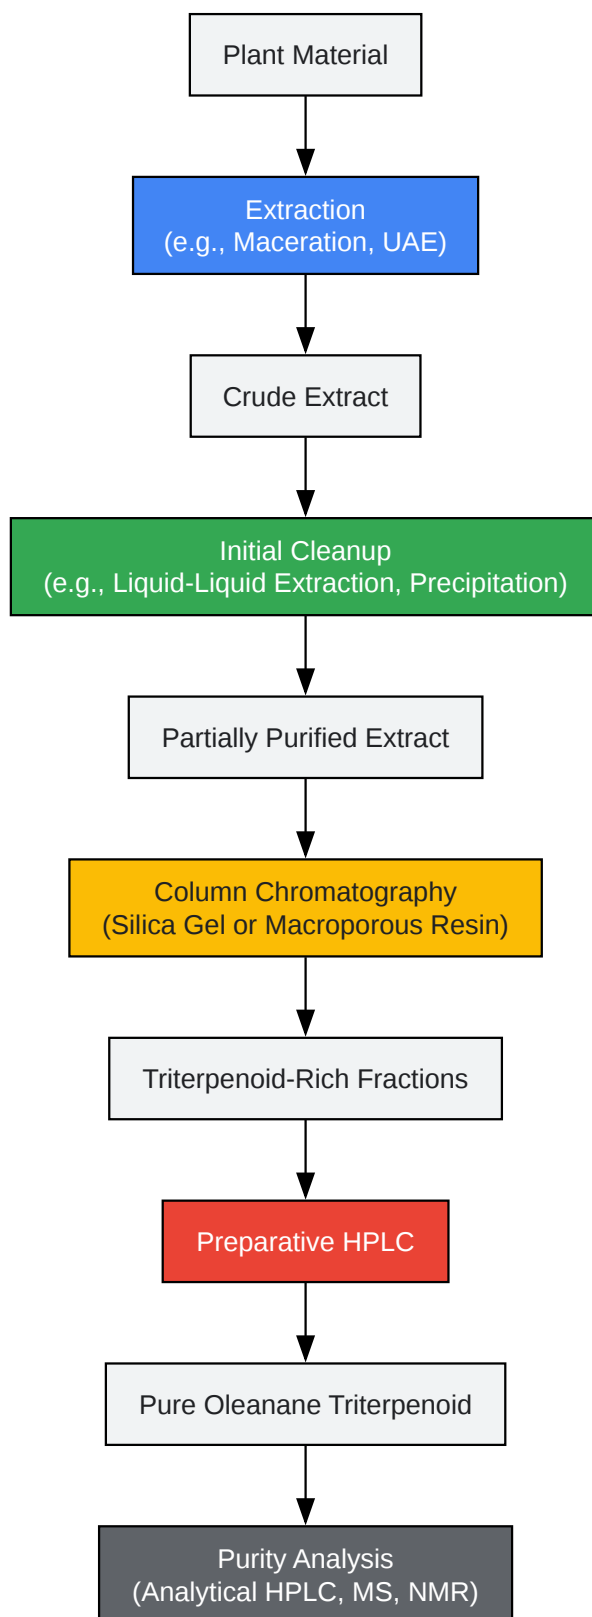 Plant Material
Extraction
(e.g., Maceration, UAE)
Crude Extract
Initial Cleanup
(e.g., Liquid-Liquid Extraction, Precipitation)
Partially Purified Extract
Column Chromatography
(Silica Gel or Macroporous Resin)
Triterpenoid-Rich Fractions
Preparative HPLC
Pure Oleanane Triterpenoid
Purity Analysis
(Analytical HPLC, MS, NMR)